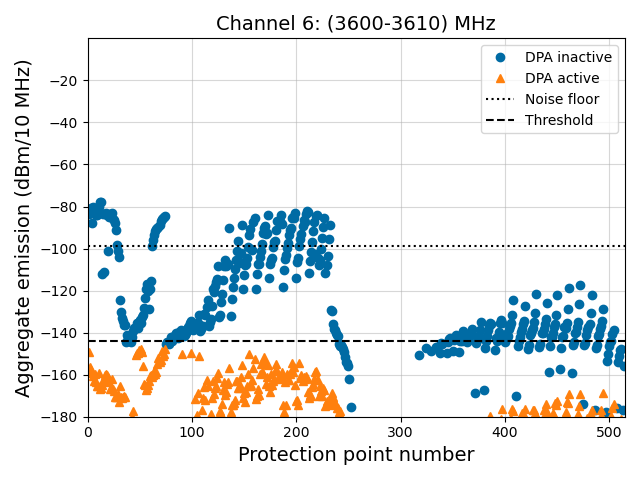 Channel 6: (3600-3610) MHz
DPA inactive
DPA active
Noise floor
Threshold
Aggregate emission (dBm/10 MHz)
−20
−40
−60
−80
−100
−120
−140
−160
−180
0
100
200
300
400
500
Protection point number